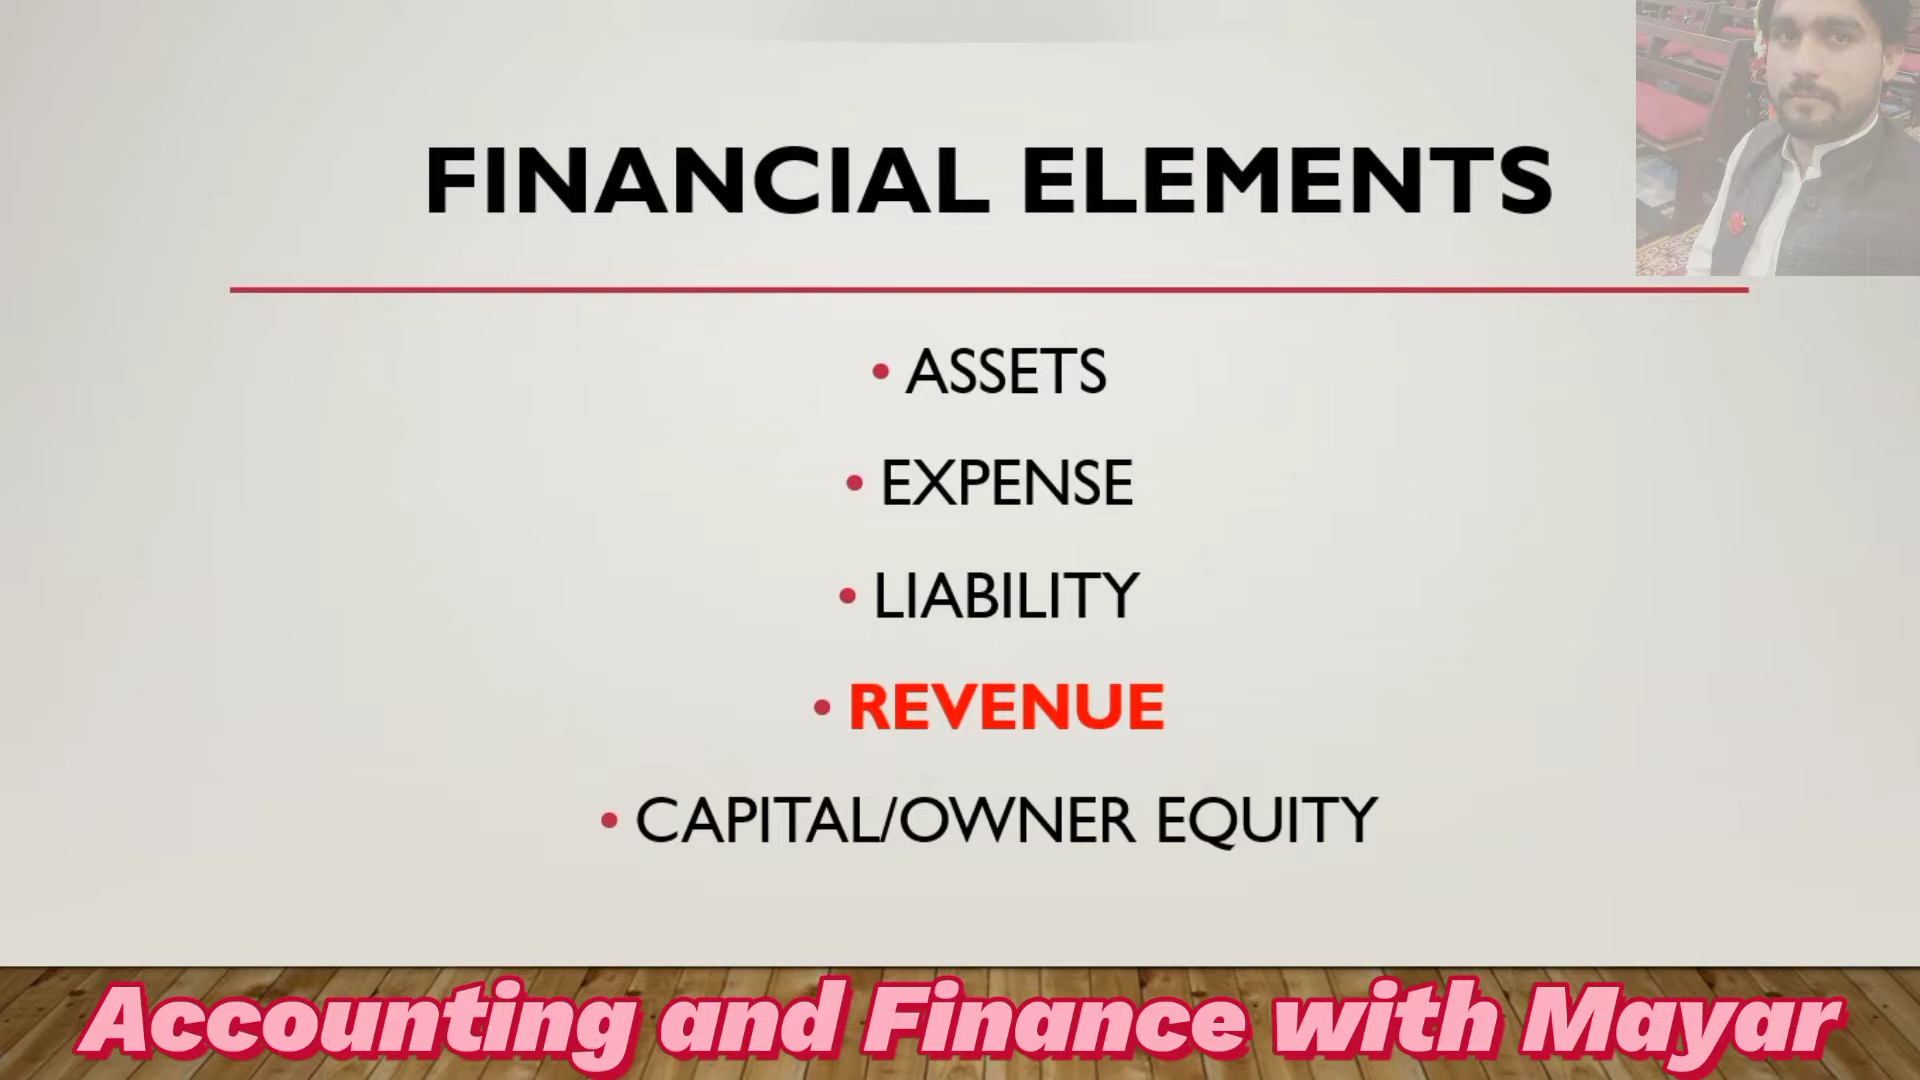 FINANCIAL ELEMENTS
• ASSETS
• EXPENSE
• LIABILITY
• REVENUE
• CAPITAL/OWNER EQUITY
Accounting and Finance with Mayar